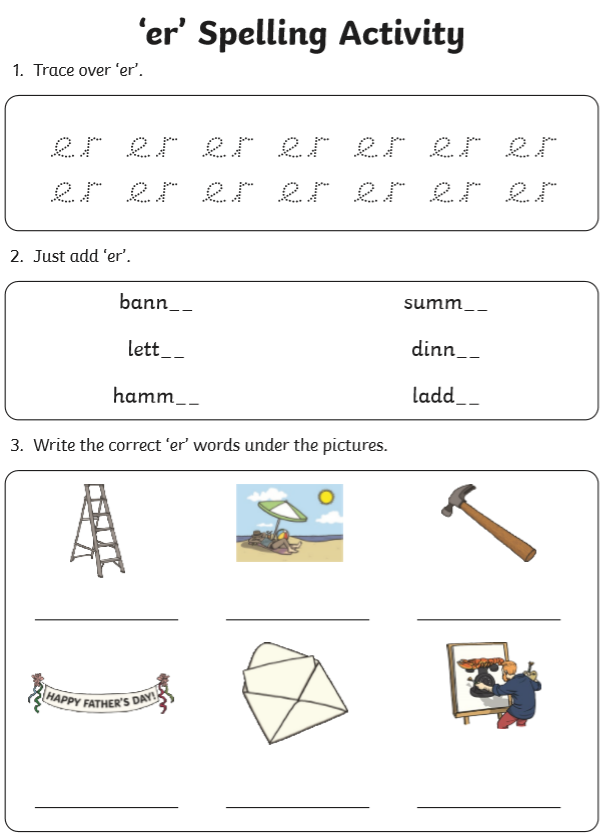 ‘er’ Spelling Activity
1. Trace over ‘er’.
er er er er er er er
er er er er er er er
2. Just add ‘er’.
bann__ summ__
lett__ dinn__
hamm__ ladd__
3. Write the correct ‘er’ words under the pictures.
HAPPY FATHER'S DAY!